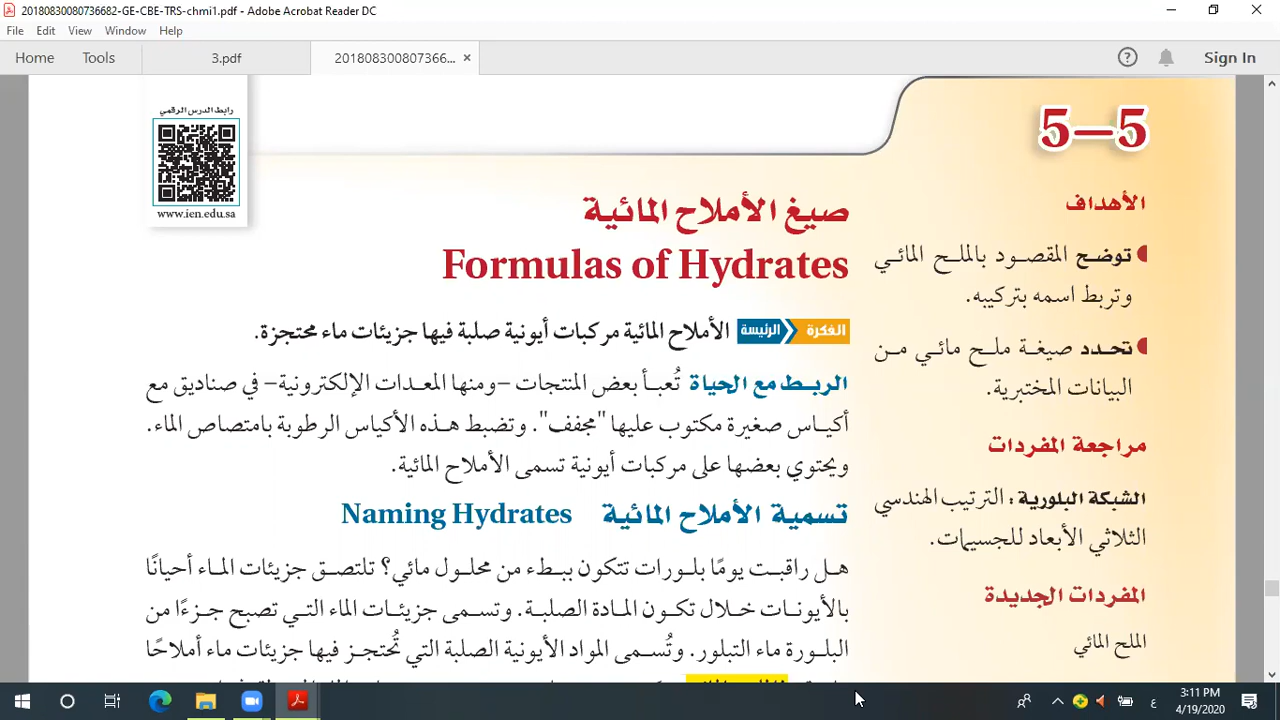 20180830080736682-GE-CBE-TRS-chmi1.pdf - Adobe Acrobat Reader DC
File Edit View Window Help
Home Tools 3.pdf 201808300807366... × Sign In
5–5
رابط الدرس الرقمي
www.ien.edu.sa
الأهداف
توضح المقصود بالملح المائي
وتربط اسمه بتركيبه.
تحدد صيغة ملح مائي من
البيانات المختبرية.
مراجعة المفردات
الشبكة البلورية: الترتيب الهندسي
الثلاثي الأبعاد للجسيمات.
المفردات الجديدة
الملح المائي
صيغ الأملاح المائية
Formulas of Hydrates
الفكرة الرئيسة الأملاح المائية مركبات أيونية صلبة فيها جزيئات ماء محتجزة.
الربط مع الحياة تُعبأ بعض المنتجات –ومنها المعدات الإلكترونية– في صناديق مع
أكياس صغيرة مكتوب عليها "مجفف". وتضبط هذه الأكياس الرطوبة بامتصاص الماء.
ويحتوي بعضها على مركبات أيونية تسمى الأملاح المائية.
تسمية الأملاح المائية Naming Hydrates
هل راقبت يومًا بلورات تتكون ببطء من محلول مائي؟ تلتصق جزيئات الماء أحيانًا
بالأيونات خلال تكون المادة الصلبة. وتسمى جزيئات الماء التي تصبح جزءًا من
البلورة ماء التبلور. وتُسمى المواد الأيونية الصلبة التي تُحتجز فيها جزيئات ماء أملاحًا
ع
3:11 PM
4/19/2020